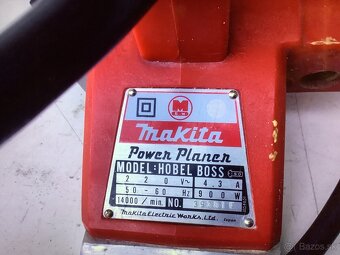 M
makita
Power Planer
MODEL:HOBEL BOSS
220 V~ 4.3 A
50-60 Hz 900 W
14000/min. NO.
Makita Electric Works, Ltd. Japan